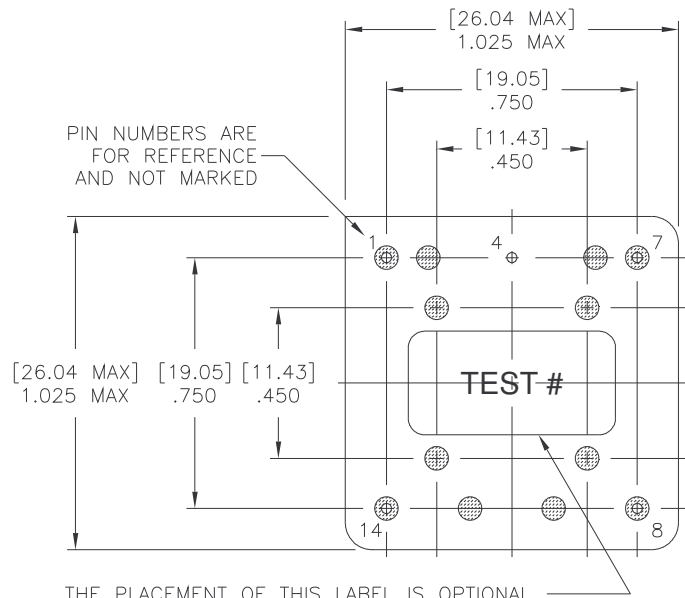 [26.04 MAX]
1.025 MAX
[19.05]
.750
[11.43]
.450
PIN NUMBERS ARE
FOR REFERENCE
AND NOT MARKED
1
4
7
[26.04 MAX] [19.05] [11.43]
1.025 MAX .750 .450
TEST #
14
8
THE PLACEMENT OF THIS LABEL IS OPTIONAL